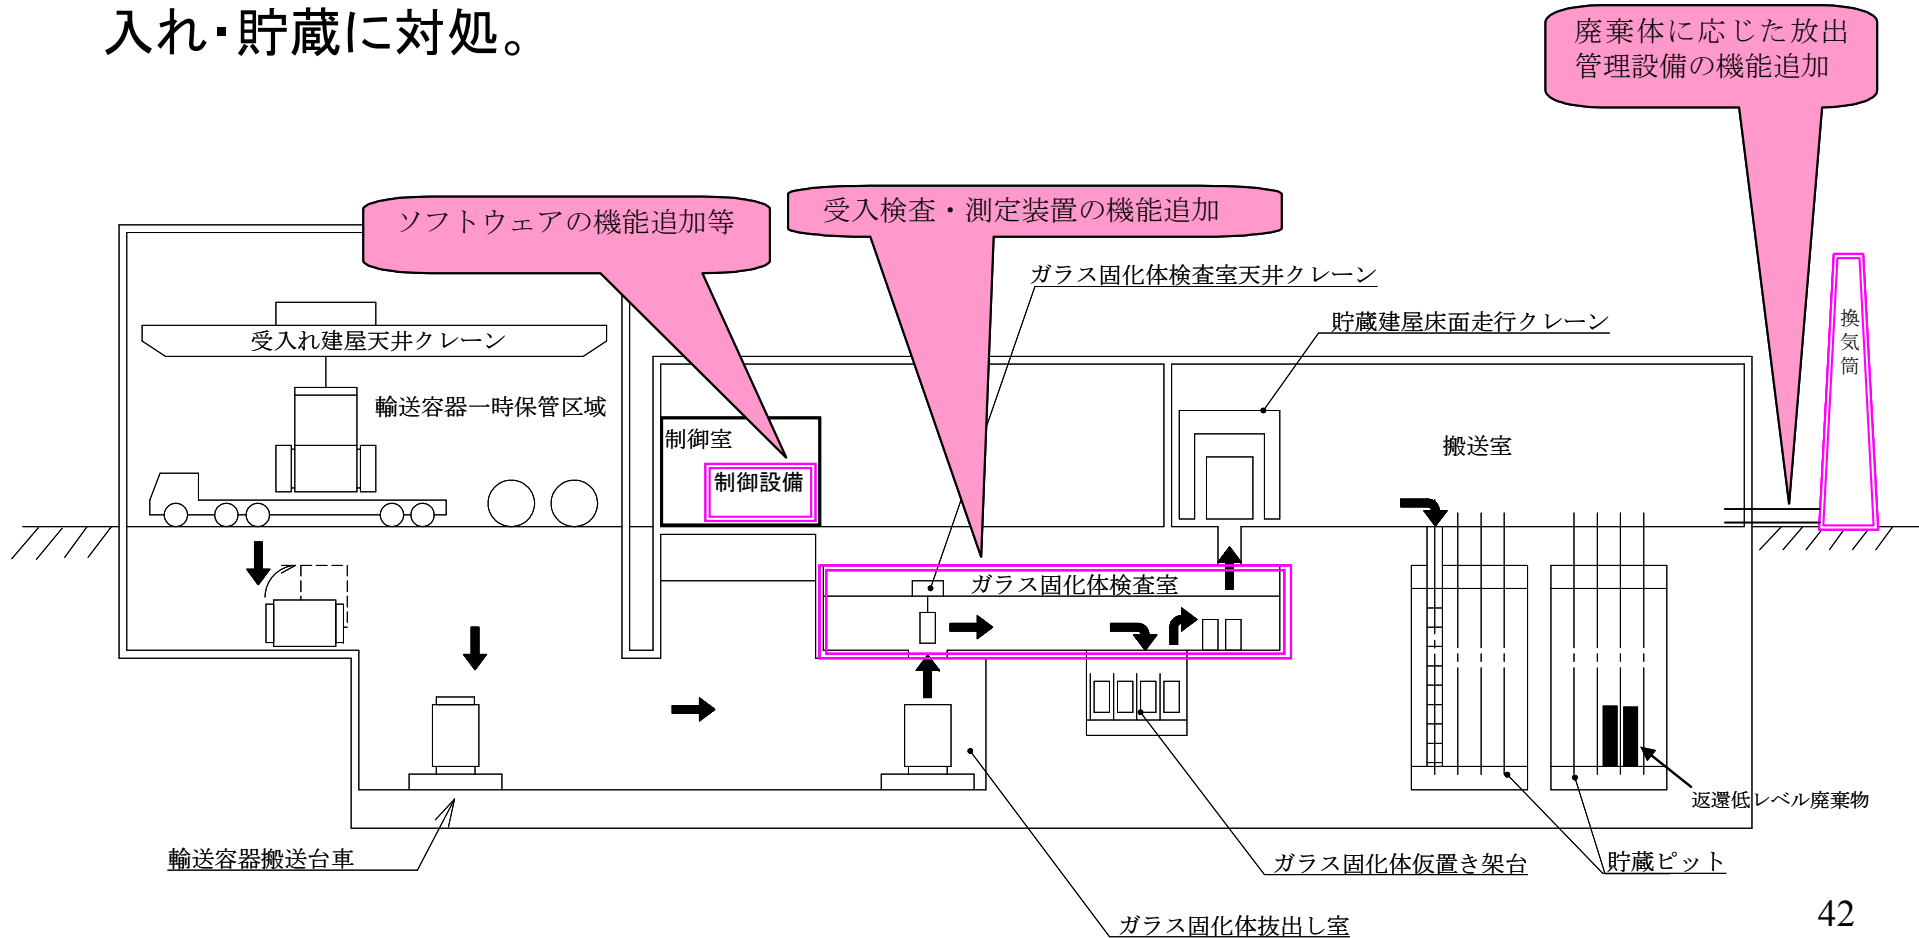 入れ・貯蔵に対処。
廃棄体に応じた放出
管理設備の機能追加
ソフトウェアの機能追加等
受入検査・測定装置の機能追加
ガラス固化体検査室天井クレーン
貯蔵建屋床面走行クレーン
換気筒
受入れ建屋天井クレーン
輸送容器一時保管区域
制御室
搬送室
制御設備
ガラス固化体検査室
返還低レベル廃棄物
輸送容器搬送台車
ガラス固化体仮置き架台
貯蔵ピット
ガラス固化体抜出し室
42